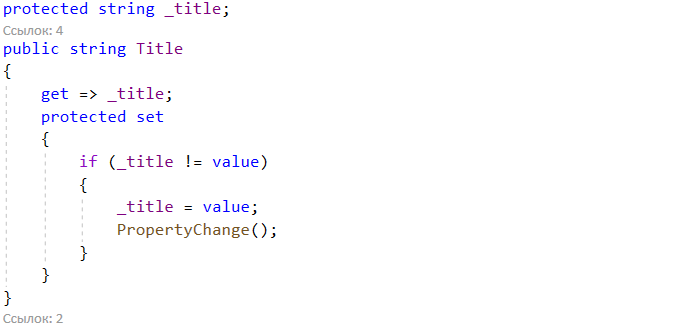 protected string _title;
Ссылок: 4
public string Title
{
get => _title;
protected set
{
if (_title != value)
{
_title = value;
PropertyChange();
}
}
}
Ссылок: 2